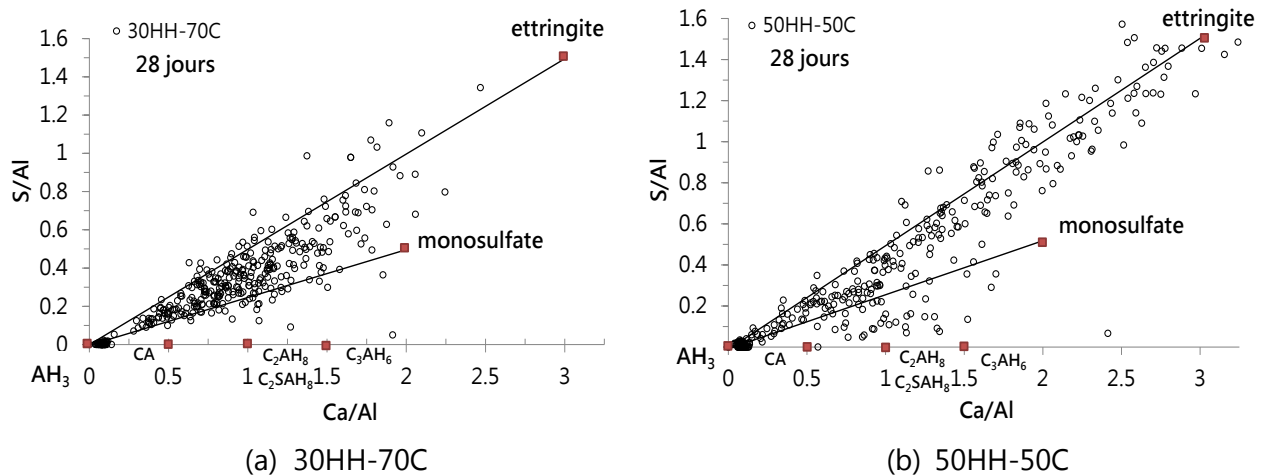 30HH-70C
28 jours
ettringite
monosulfate
1.6
1.4
1.2
1
0.8
0.6
0.4
0.2
0
S/Al
CA
C₂AH₈
C₂SAH₈
C₃AH₆
AH₃
0 0.5 1 1.5 2 2.5 3
Ca/Al
(a) 30HH-70C
50HH-50C
28 jours
ettringite
monosulfate
1.6
1.4
1.2
1
0.8
0.6
0.4
0.2
S/Al
CA
C₂AH₈
C₂SAH₈
C₃AH₆
AH₃
0 0.5 1 1.5 2 2.5 3
Ca/Al
(b) 50HH-50C